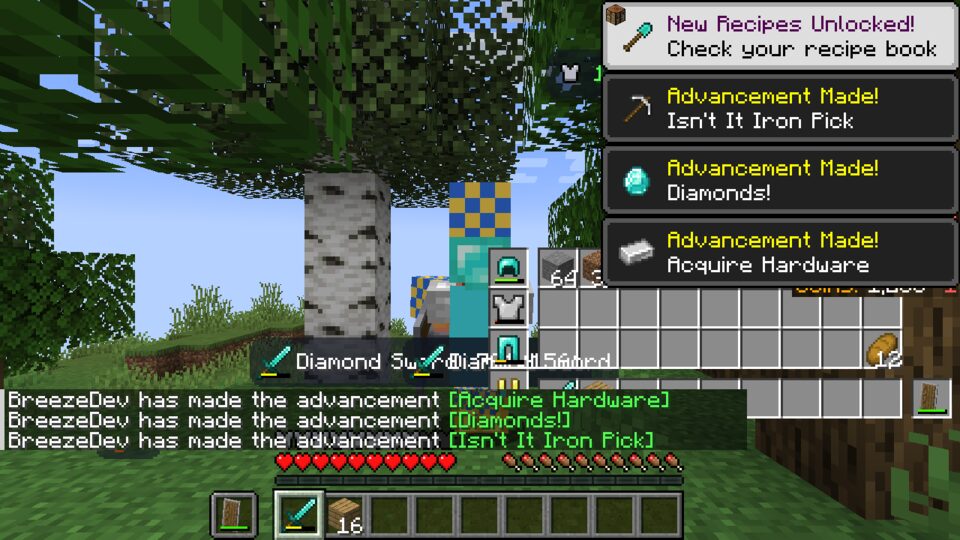 New Recipes Unlocked!
Check your recipe book
Advancement Made!
Isn't It Iron Pick
Advancement Made!
Diamonds!
Advancement Made!
Acquire Hardware
64
12
Diamond
BreezeDev has made the advancement [Acquire Hardware]
BreezeDev has made the advancement [Diamonds!]
BreezeDev has made the advancement [Isn't It Iron Pick]
16